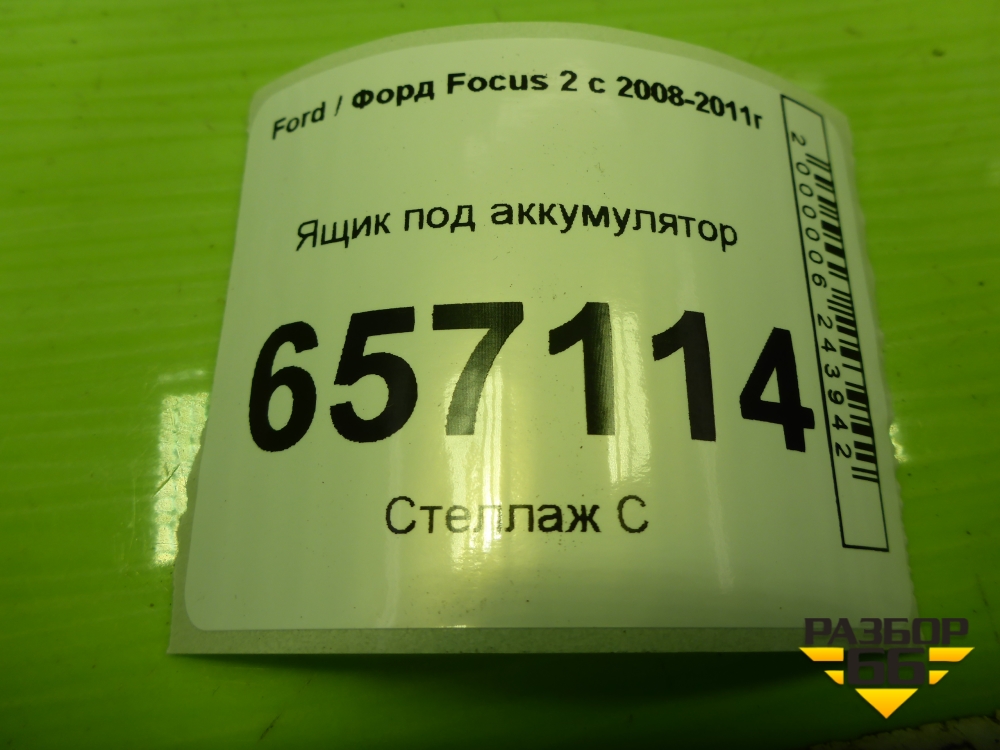 Ford / Форд Focus 2 с 2008-2011г
Ящик под аккумулятор
657114
Стеллаж С
2000006243942
РАЗБОР
66